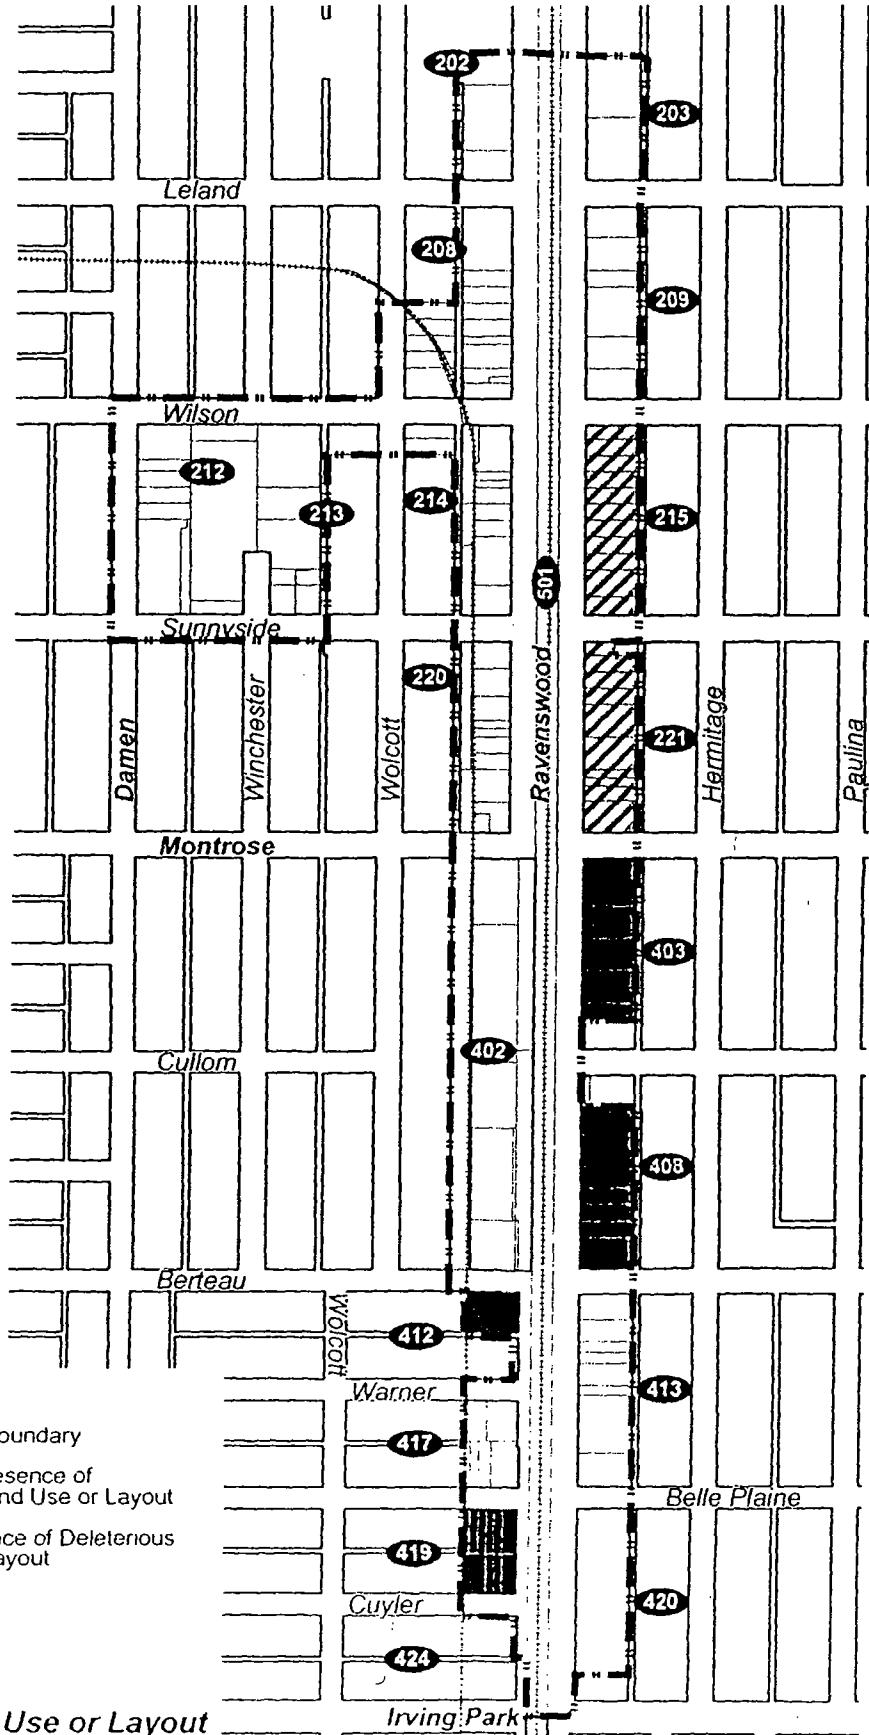 202
203
Leland
208
209
Wilson
212
213
214
215
501
Sunnyside
220
Damen
Winchester
Wolcott
Ravenswood
221
Hermitage
Paulina
Montrose
403
402
Cullom
408
Berteau
Wolcott
412
Warner
413
oundary
417
esence of
nd Use or Layout
Belle Plaine
nce of Deleterious
ayout
419
Cuyler
420
424
Use or Layout
Irving Park